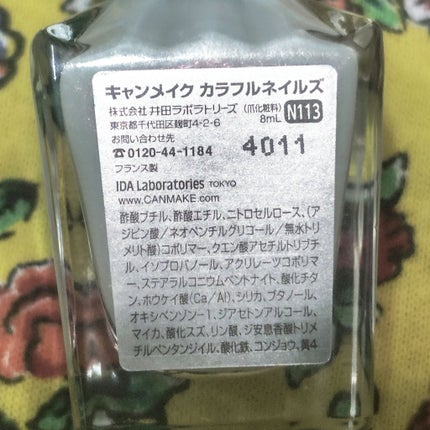 キャンメイク カラフルネイルズ
株式会社 井田ラボラトリーズ (爪化粧料) N113
東京都千代田区麹町4-2-6 8mL
お問い合わせ先
☎0120-44-1184 4011
フランス製
IDA Laboratories TOKYO
www.CANMAKE.COM
酢酸ブチル、酢酸エチル、ニトロセルロース、(ア
ジピン酸/ネオペンチルグリコール/無水トリ
メリト酸)コポリマー、クエン酸アセチルトリブチ
ル、イソプロパノール、アクリレーツコポリマ
ー、ステアラルコニウムベントナイト、酸化チタ
ン、ホウケイ酸(Ca/Al)、シリカ、ブタノール、
オキシベンゾン-1、ジアセトンアルコール、
マイカ、酸化スズ、リン酸、ジ安息香酸トリメ
チルペンタンジイル、酸化鉄、コンジョウ、黄4